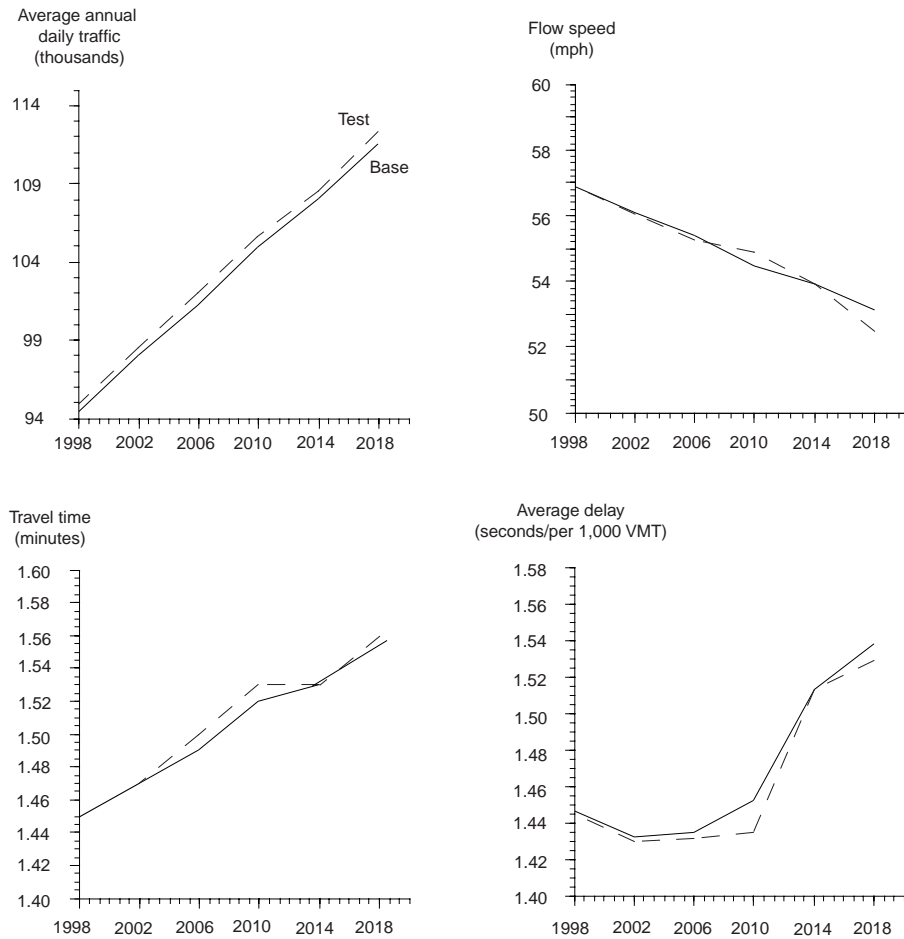 Average annual
daily traffic
(thousands)
114
109
104
99
94
Test
Base
1998 2002 2006 2010 2014 2018
Flow speed
(mph)
60
58
56
54
52
50
1998 2002 2006 2010 2014 2018
Travel time
(minutes)
1.60
1.58
1.56
1.53
1.52
1.50
1.48
1.46
1.44
1.42
1.40
1998 2002 2006 2010 2014 2018
Average delay
(seconds/per 1,000 VMT)
1.58
1.58
1.54
1.52
1.50
1.46
1.44
1.42
1.40
1998 2002 2006 2010 2014 2018